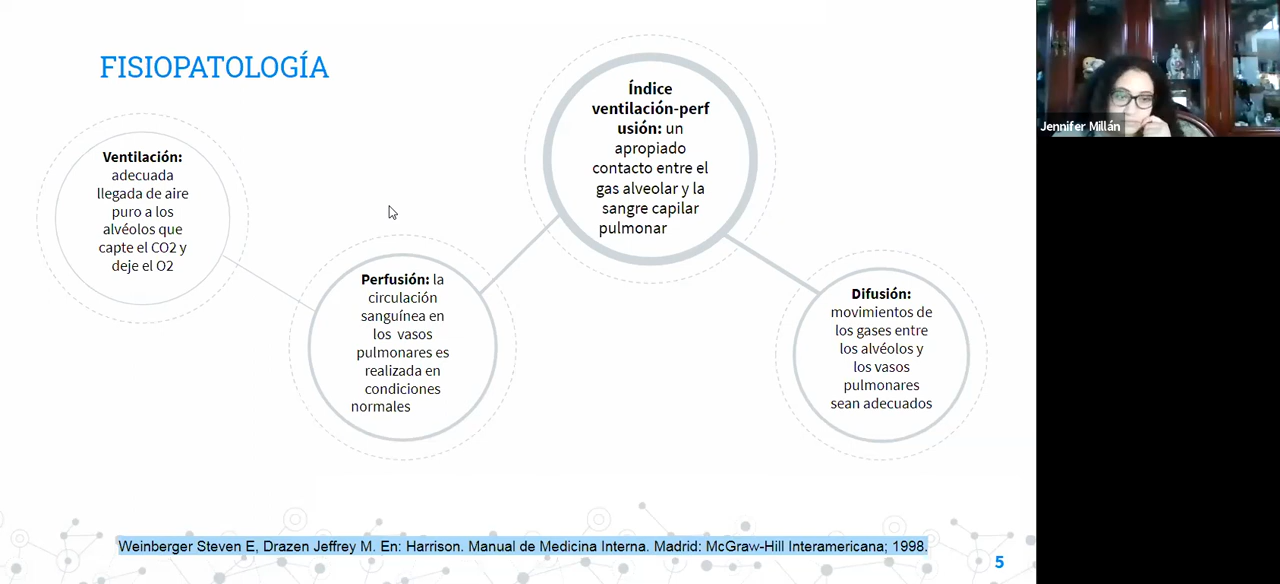 FISIOPATOLOGÍA
Ventilación:
adecuada
llegada de aire
puro a los
alvéolos que
capte el CO2 y
deje el O2
Perfusión: la
circulación
sanguínea en
los vasos
pulmonares es
realizada en
condiciones
normales
Índice
ventilación-perf
usión: un
apropiado
contacto entre el
gas alveolar y la
sangre capilar
pulmonar
Difusión:
movimientos de
los gases entre
los alvéolos y
los vasos
pulmonares
sean adecuados
Weinberger Steven E, Drazen Jeffrey M. En: Harrison. Manual de Medicina Interna. Madrid: McGraw-Hill Interamericana; 1998.
5
Jennifer Millán